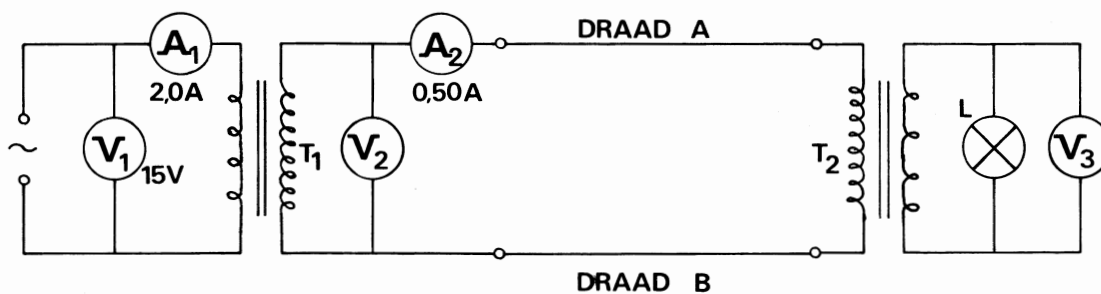 DRAAD A
A₁
A₂
2,0A
0,50A
V₁
15V
T₁
V₂
T₂
L
V₃
~
DRAAD B